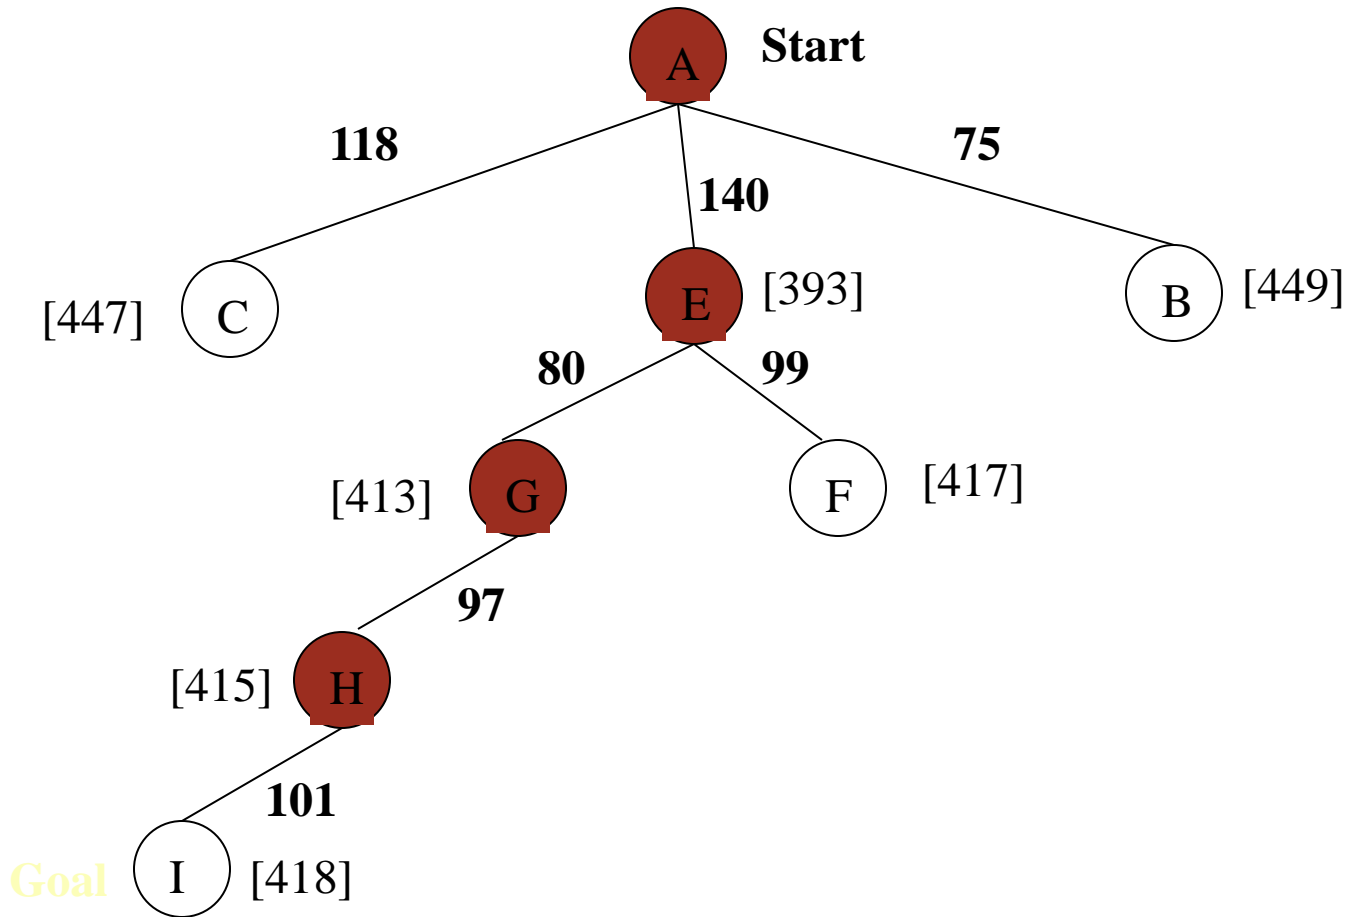 A Start
118
75
140
[447] C
E [393]
B [449]
80
99
[413] G
F [417]
97
[415] H
101
Goal I [418]